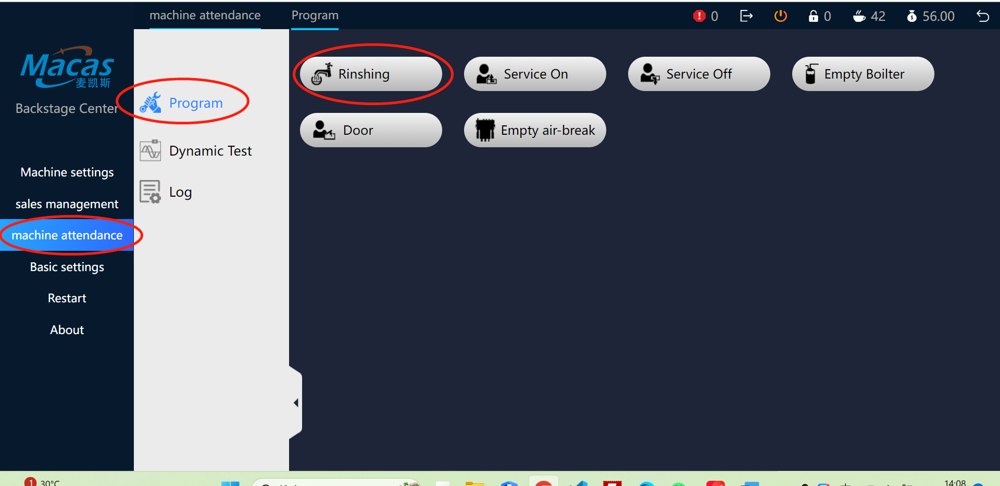 machine attendance Program 0 0 42 56.00
Macas
麦凯斯
Backstage Center
Machine settings
sales management
machine attendance
Basic settings
Restart
About
Program
Dynamic Test
Log
Rinshing Service On Service Off Empty Boilter
Door Empty air-break
1 30°C
14:08